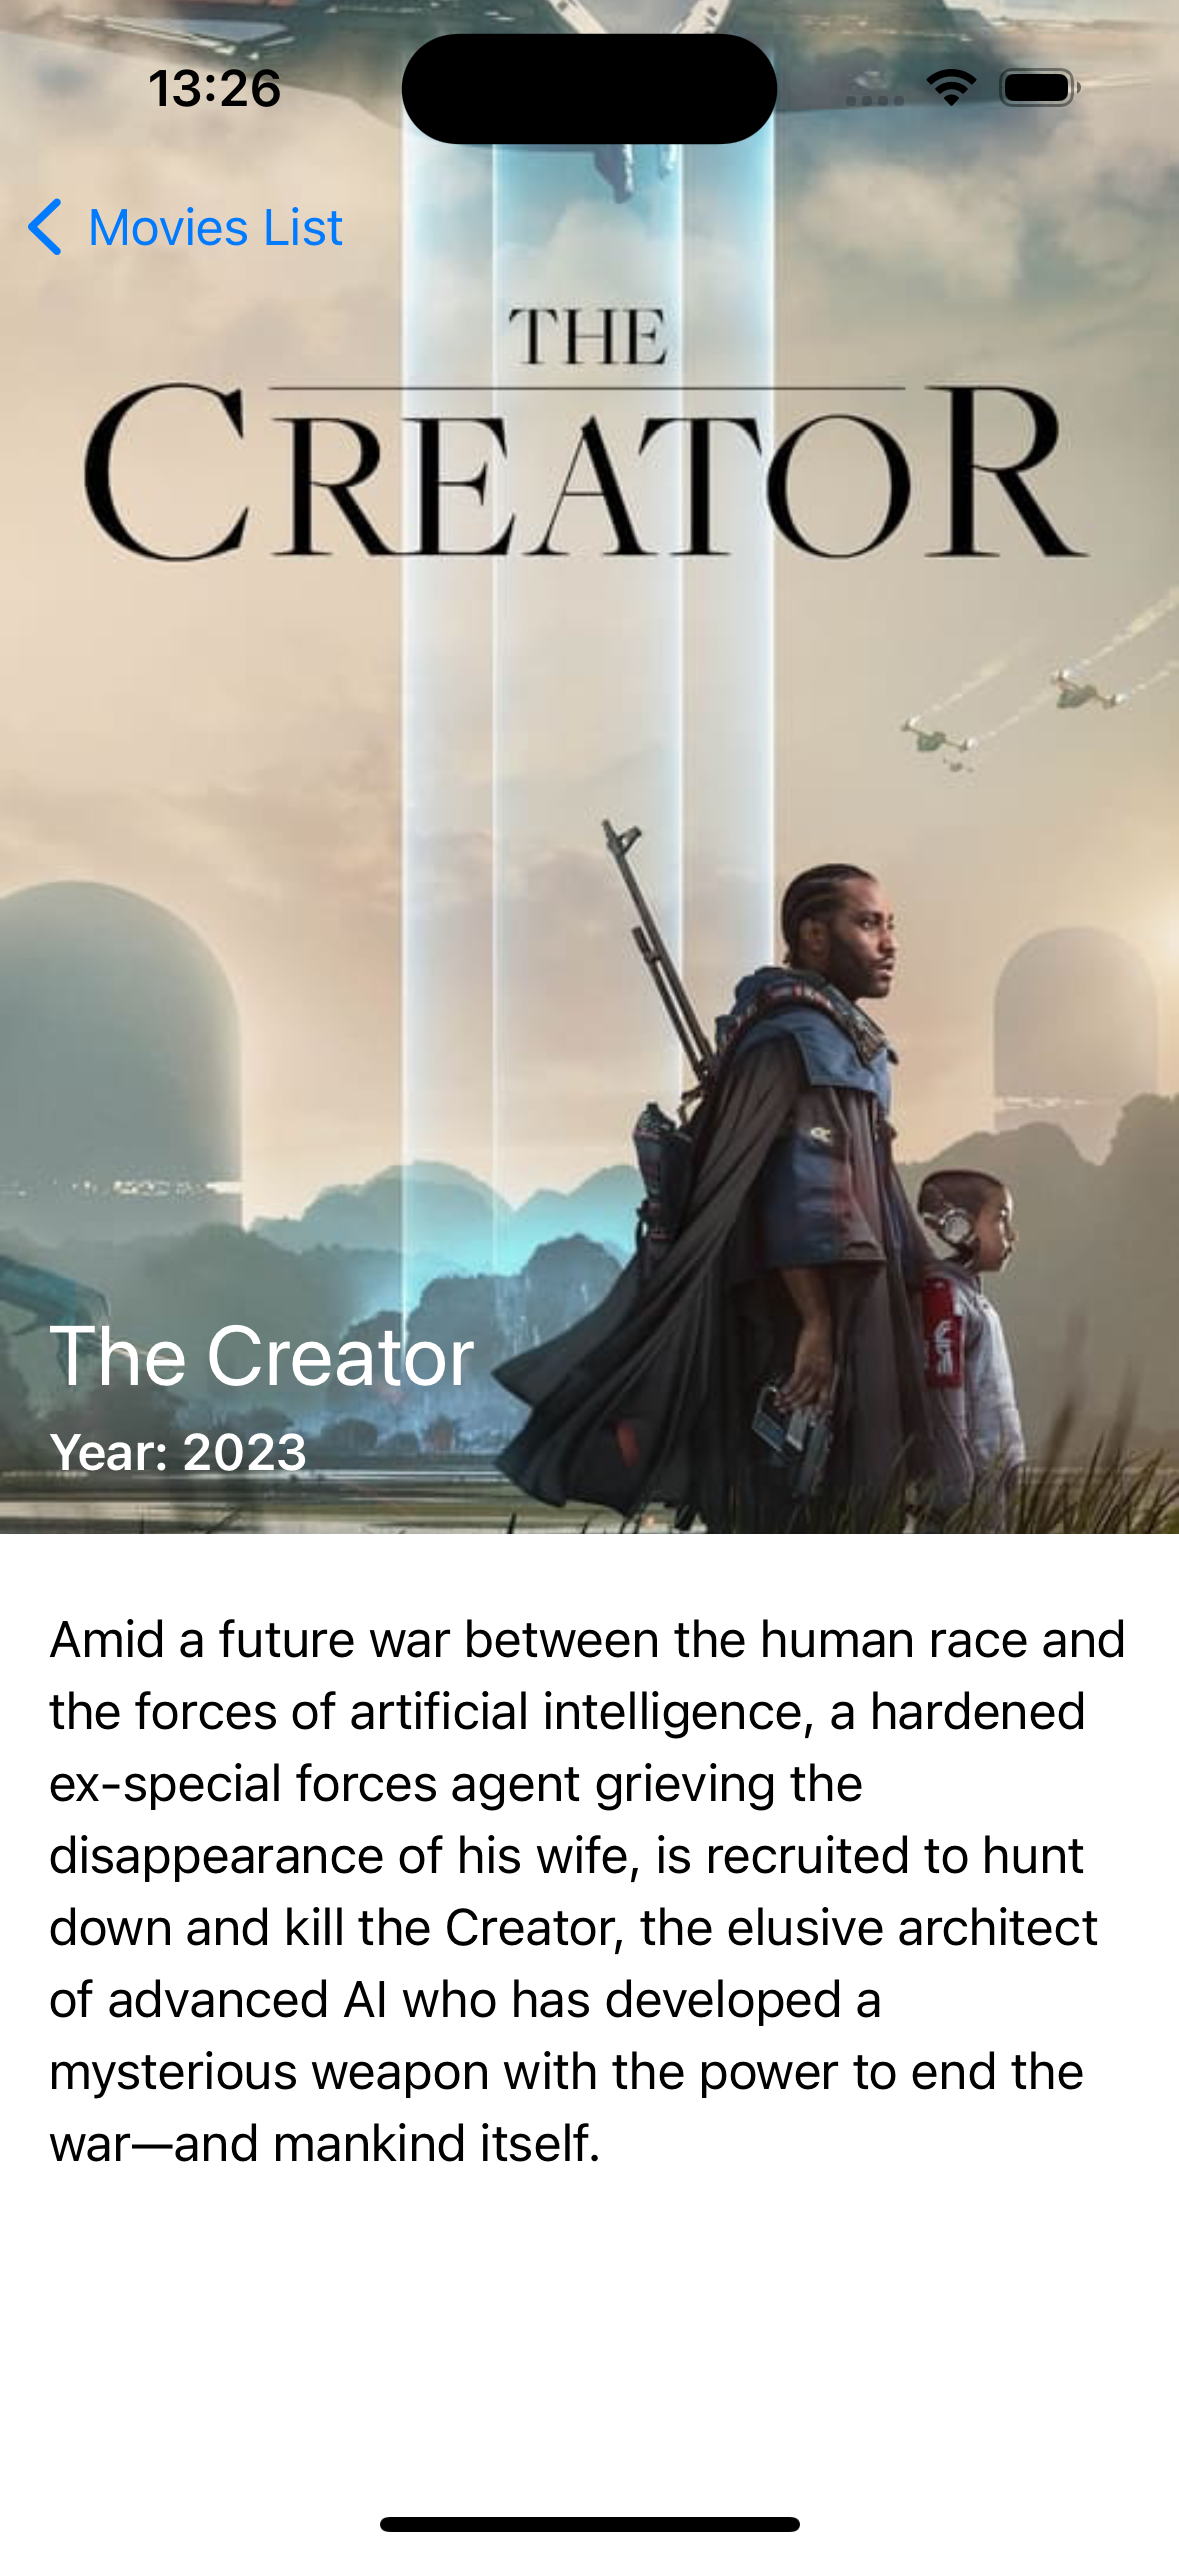 13:26
Movies List
THE
CREATOR
The Creator
Year: 2023
Amid a future war between the human race and
the forces of artificial intelligence, a hardened
ex-special forces agent grieving the
disappearance of his wife, is recruited to hunt
down and kill the Creator, the elusive architect
of advanced AI who has developed a
mysterious weapon with the power to end the
war—and mankind itself.